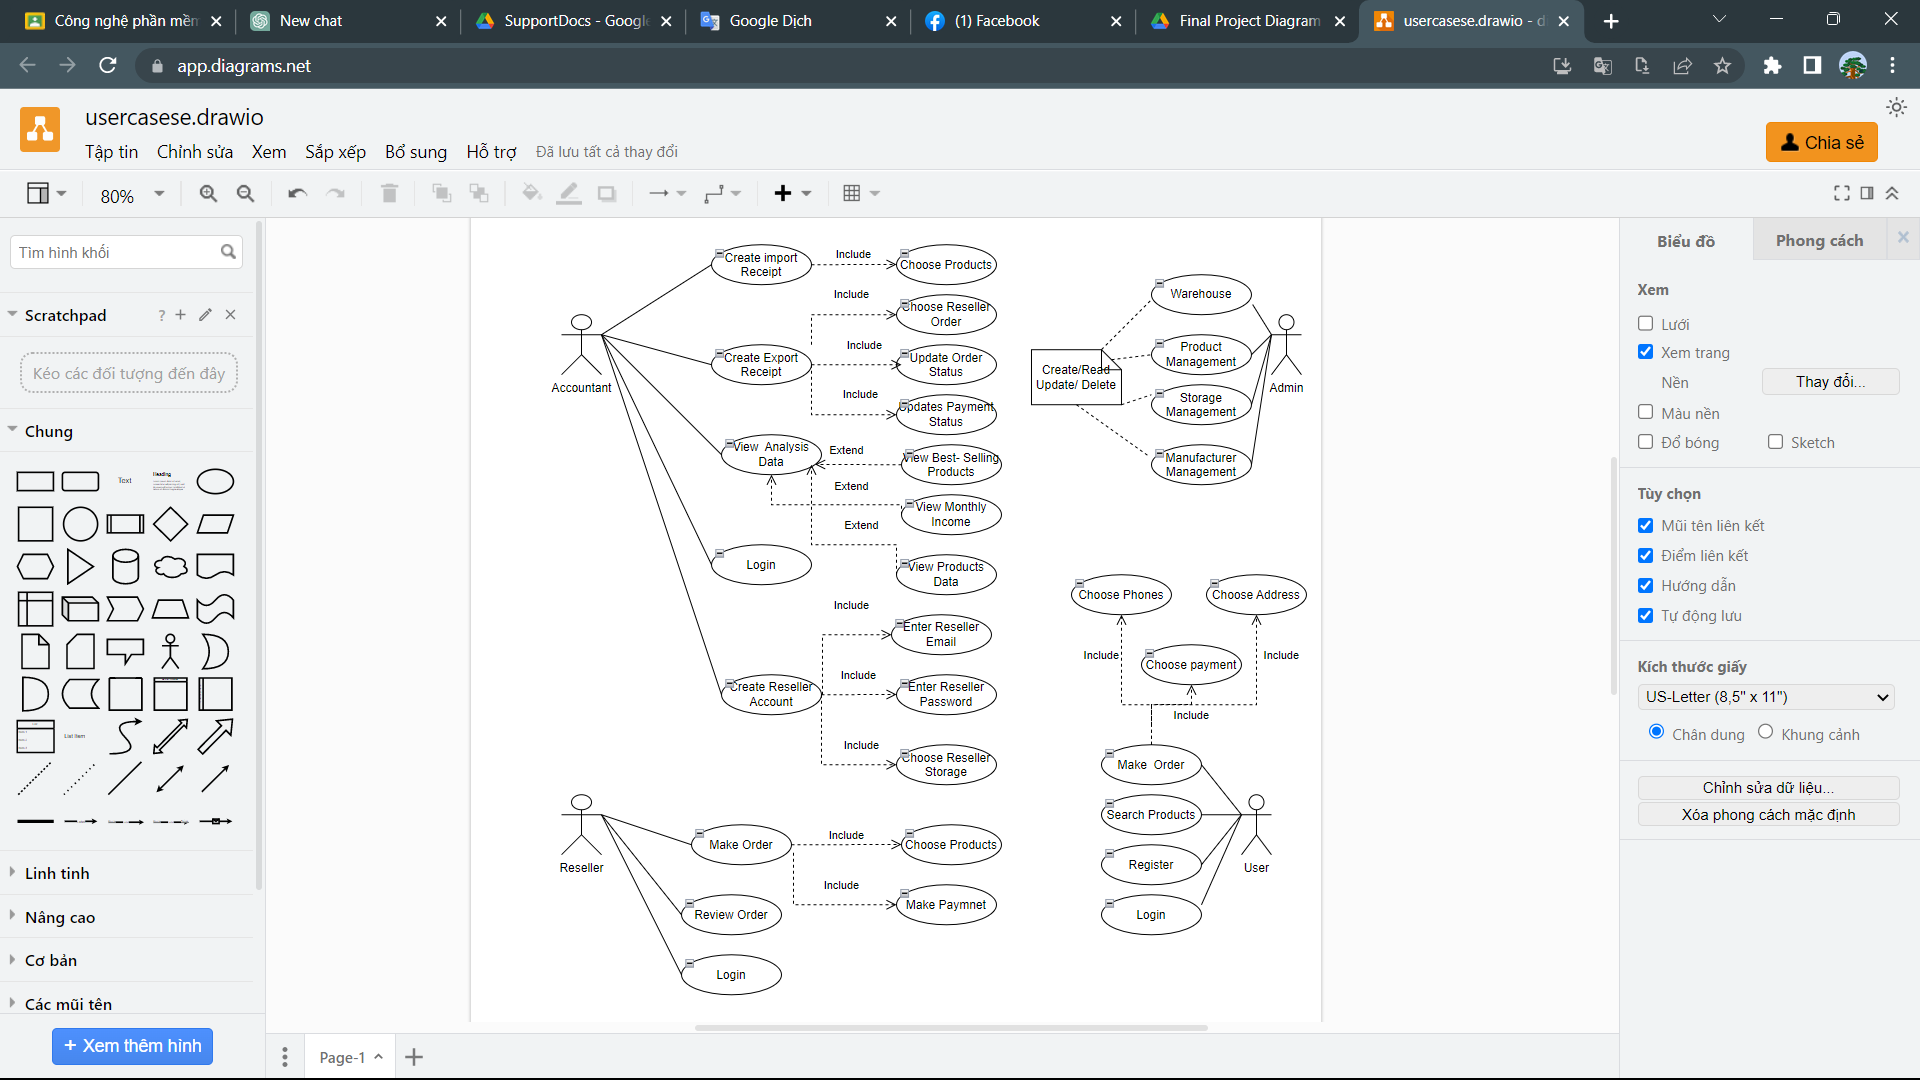 Công nghệ phần mềm
New chat
SupportDocs - Google
Google Dịch
(1) Facebook
Final Project Diagram
usercasese.drawio - d
app.diagrams.net
usercasese.drawio
Tập tin
Chỉnh sửa
Xem
Sắp xếp
Bổ sung
Hỗ trợ
Đã lưu tất cả thay đổi
Chia sẻ
80%
Tìm hình khối
Scratchpad
?
Kéo các đối tượng đến đây
Chung
Text
Heading
List Item
Linh tinh
Nâng cao
Cơ bản
Các mũi tên
+ Xem thêm hình
Accountant
Create import
Receipt
Include
Choose Products
Include
Choose Reseller
Order
Create Export
Receipt
Include
Update Order
Status
Include
Updates Payment
Status
View Analysis
Data
Extend
View Best- Selling
Products
Extend
View Monthly
Income
Extend
View Products
Data
Login
Include
Enter Reseller
Email
Create Reseller
Account
Include
Enter Reseller
Password
Include
Choose Reseller
Storage
Reseller
Make Order
Include
Choose Products
Include
Make Paymnet
Review Order
Login
Warehouse
Product
Management
Create/Read
Update/ Delete
Storage
Management
Manufacturer
Management
Admin
Choose Phones
Choose Address
Include
Choose payment
Include
Include
Make Order
Search Products
Register
Login
User
Page-1
Biểu đồ
Phong cách
Xem
Lưới
Xem trang
Nền
Thay đổi...
Màu nền
Đổ bóng
Sketch
Tùy chọn
Mũi tên liên kết
Điểm liên kết
Hướng dẫn
Tự động lưu
Kích thước giấy
US-Letter (8,5" x 11")
Chân dung
Khung cảnh
Chỉnh sửa dữ liệu...
Xóa phong cách mặc định